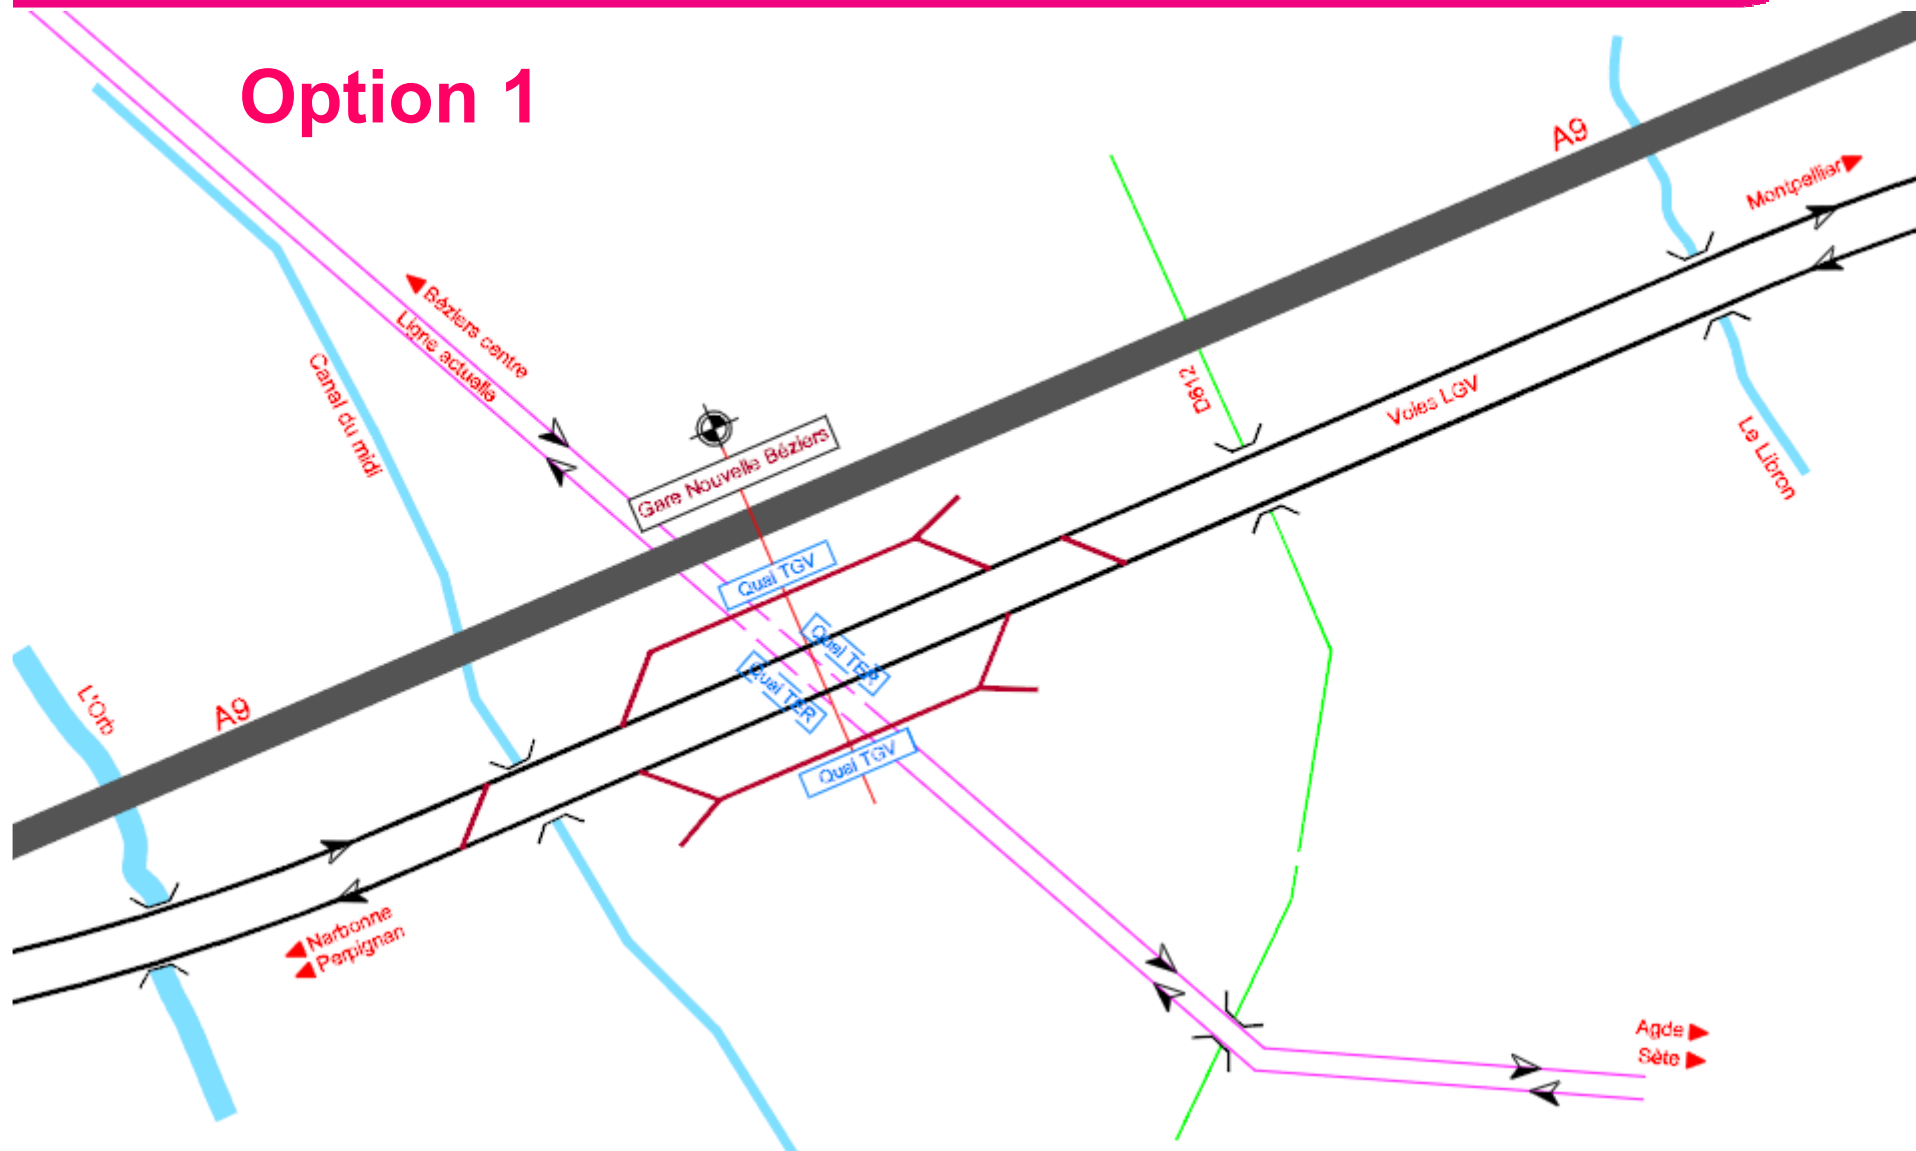 Option 1
A9
Montpellier
Béziers centre
Ligne actuelle
Canal du midi
D612
Voies LGV
Le Libron
Gare Nouvelle Béziers
Quai TGV
Quai TER
Quai TER
Quai TGV
L'Orb
A9
Narbonne
Perpignan
Agde
Sète